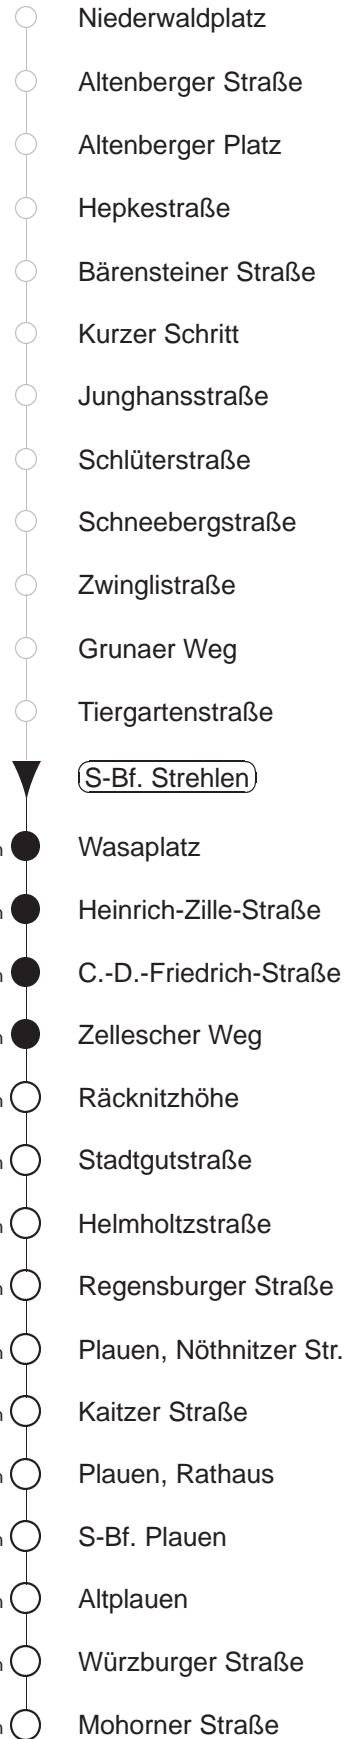 Niederwaldplatz
Altenberger Straße
Altenberger Platz
Hepkestraße
Bärensteiner Straße
Kurzer Schritt
Junghansstraße
Schlüterstraße
Schneebergstraße
Zwinglistraße
Grunaer Weg
Tiergartenstraße
S-Bf. Strehlen
Wasaplatz
Heinrich-Zille-Straße
C.-D.-Friedrich-Straße
Zellescher Weg
Räcknitzhöhe
Stadtgutstraße
Helmholtzstraße
Regensburger Straße
Plauen, Nöthnitzer Str.
Kaitzer Straße
Plauen, Rathaus
S-Bf. Plauen
Altplauen
Würzburger Straße
Mohorner Straße